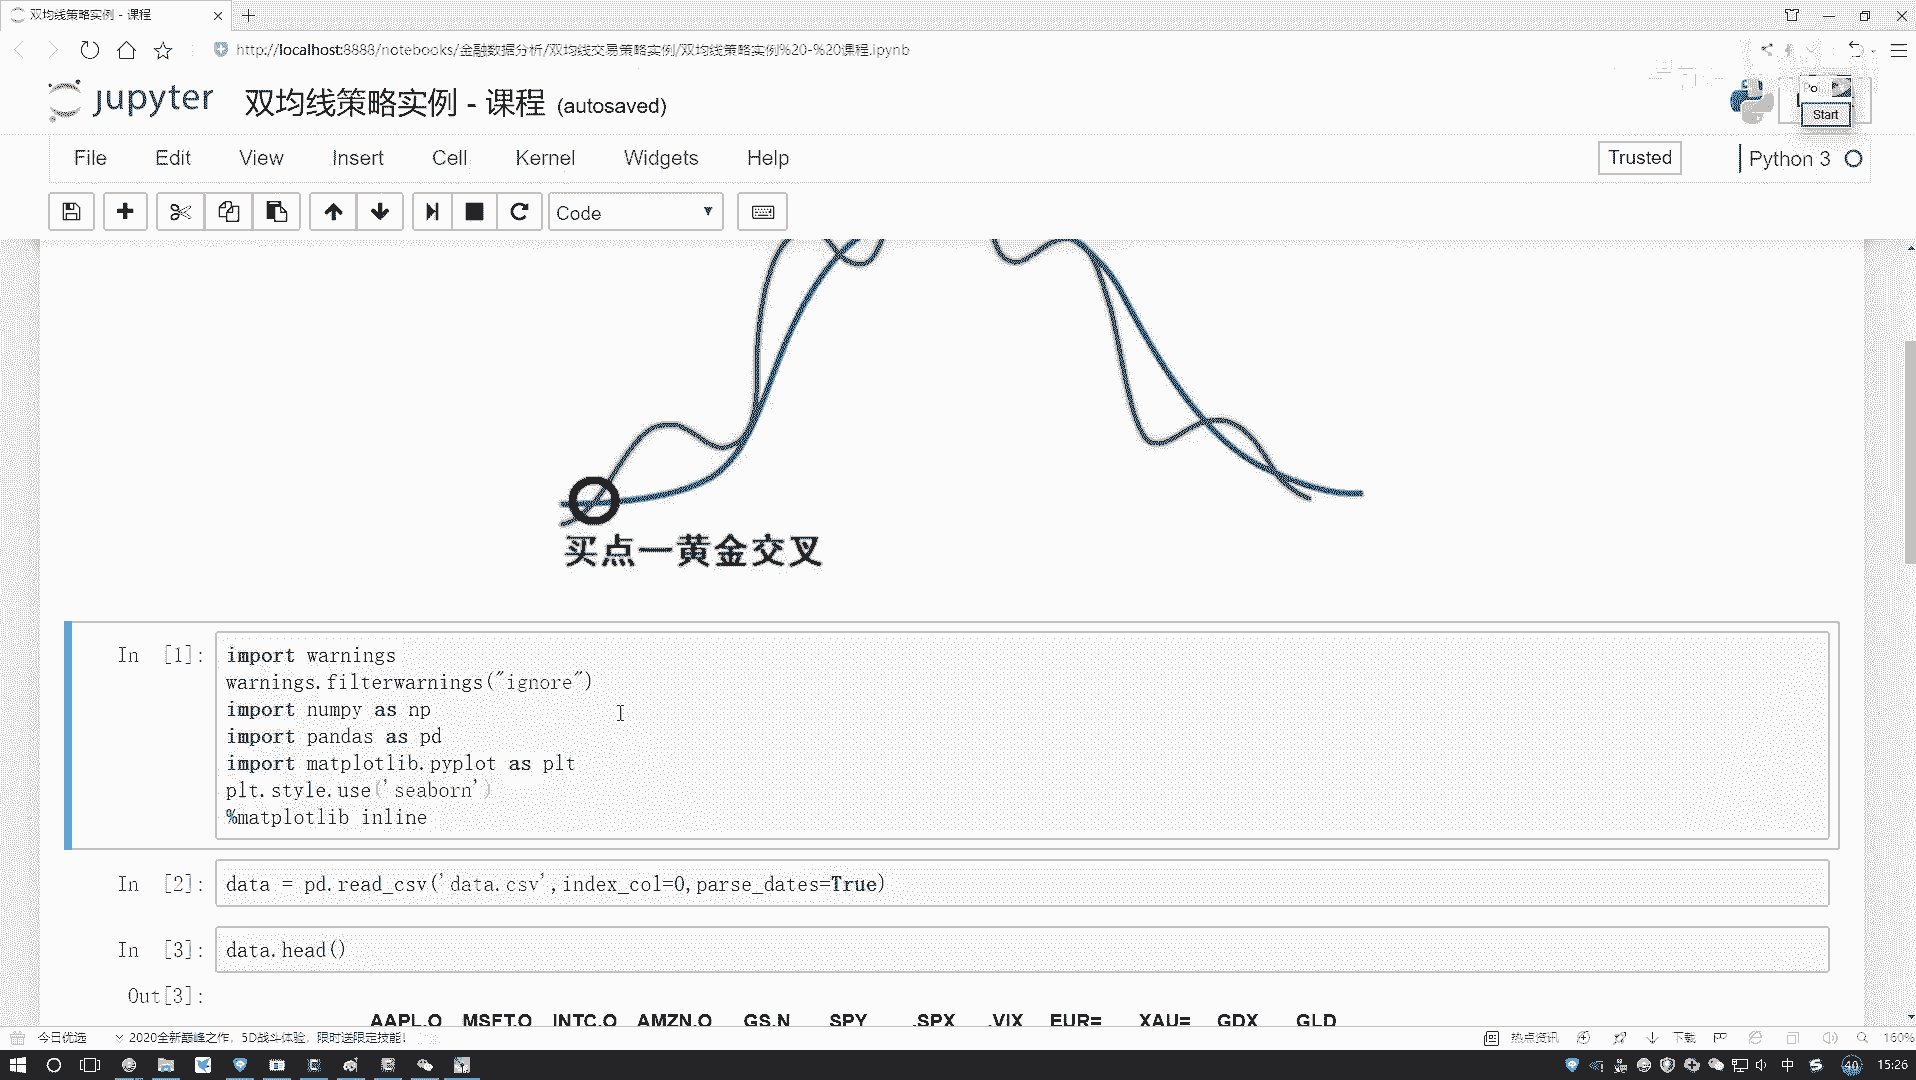 双均线策略实例 - 课程
http://localhost:8888/notebooks/金融数据分析/双均线交易策略实例/双均线策略实例%20-%20课程.ipynb
jupyter 双均线策略实例 - 课程 (autosaved)
Po
Start
File Edit View Insert Cell Kernel Widgets Help Trusted Python 3
Code
买点一黄金交叉
In [1]: import warnings
warnings.filterwarnings("ignore")
import numpy as np
import pandas as pd
import matplotlib.pyplot as plt
plt.style.use('seaborn')
%matplotlib inline
In [2]: data = pd.read_csv('data.csv',index_col=0,parse_dates=True)
In [3]: data.head()
Out[3]:
AAPL.O MSFT.O INTC.O AMZN.O GS.N SPY .SPX .VIX EUR= XAU= GDX GLD
今日优选 2020全新巅峰之作，5D战斗体验，限时送限定技能! 热点资讯 下载 160%
中 40 15:26